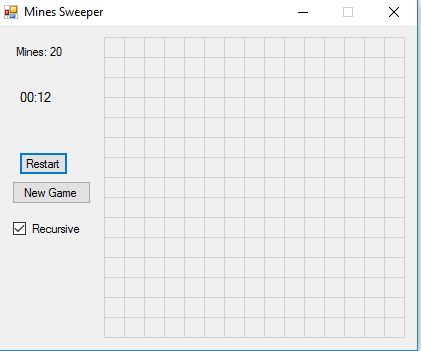 Mines Sweeper
Mines: 20
00:12
Restart
New Game
Recursive